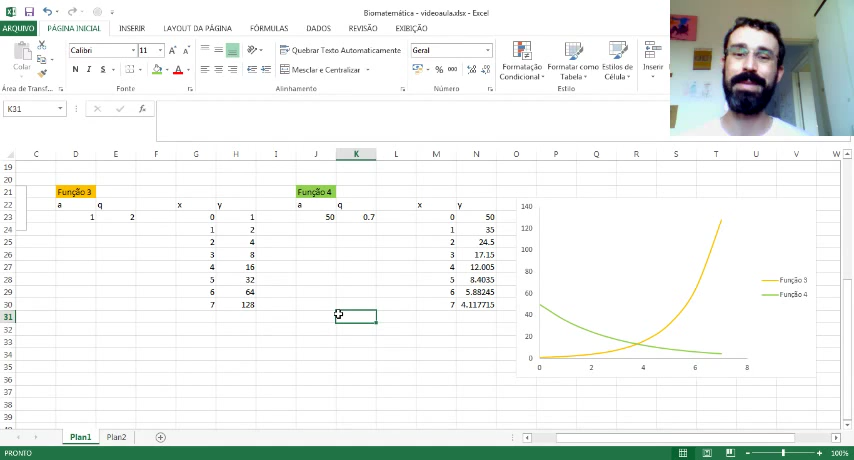 Biomatemática - videoaula.xlsx - Excel
ARQUIVO PÁGINA INICIAL INSERIR LAYOUT DA PÁGINA FÓRMULAS DADOS REVISÃO EXIBIÇÃO
Colar
Calibri 11
N I S
Quebrar Texto Automaticamente
Mesclar e Centralizar
Geral
% 000
Formatação Condicional
Formatar como Tabela
Estilos de Célula
Inserir
Área de Transf... Fonte Alinhamento Número Estilo
K31 fx
C D E F G H I J K L M N O P Q R S T U V W
19
20
21 Função 3 Função 4
22 a q x y a q x y
23 1 2 0 1 50 0.7 0 50
24 1 2 1 35
25 2 4 2 24.5
26 3 8 3 17.15
27 4 16 4 12.005
28 5 32 5 8.4035
29 6 64 6 5.88245
30 7 128 7 4.117715
31
32
33
34
35
36
37
38
39
140
120
100
80
60
40
20
0
0 2 4 6 8
Função 3
Função 4
Plan1 Plan2
PRONTO 100%